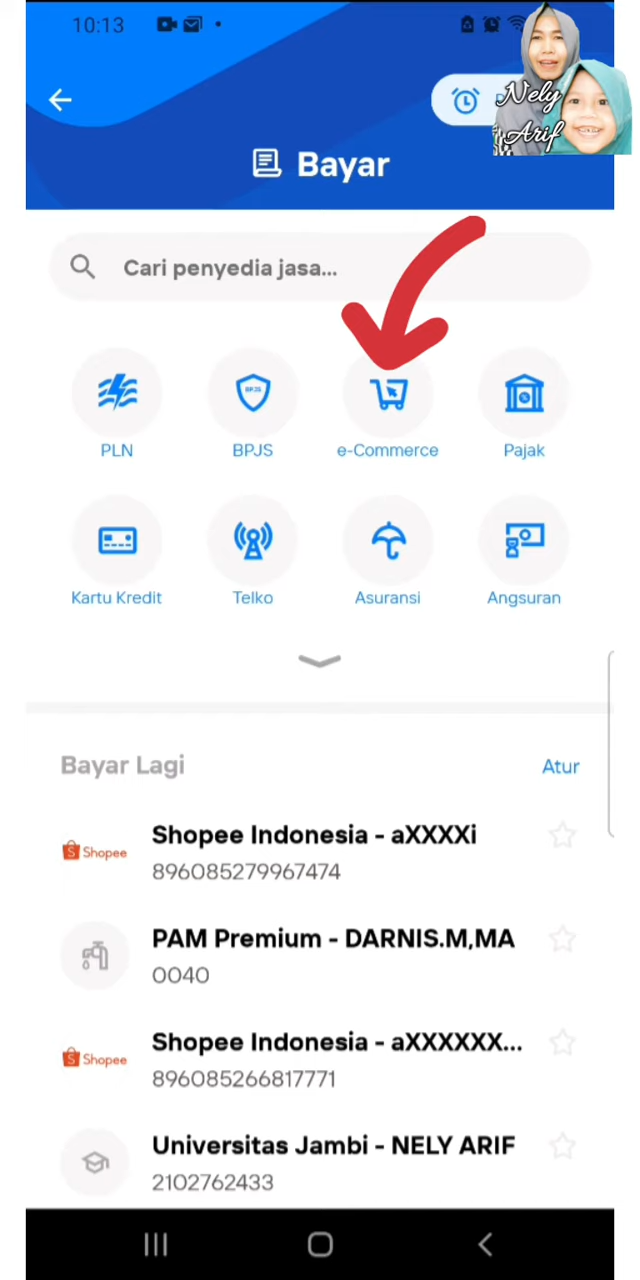 10:13
Nely
Arif
Bayar
Cari penyedia jasa...
PLN
BPJS
BPJS
e-Commerce
Pajak
Kartu Kredit
Telko
Asuransi
Angsuran
Bayar Lagi
Atur
Shopee
Shopee Indonesia - aXXXXi
896085279967474
PAM Premium - DARNIS.M,MA
0040
Shopee
Shopee Indonesia - aXXXXXX...
896085266817771
Universitas Jambi - NELY ARIF
2102762433